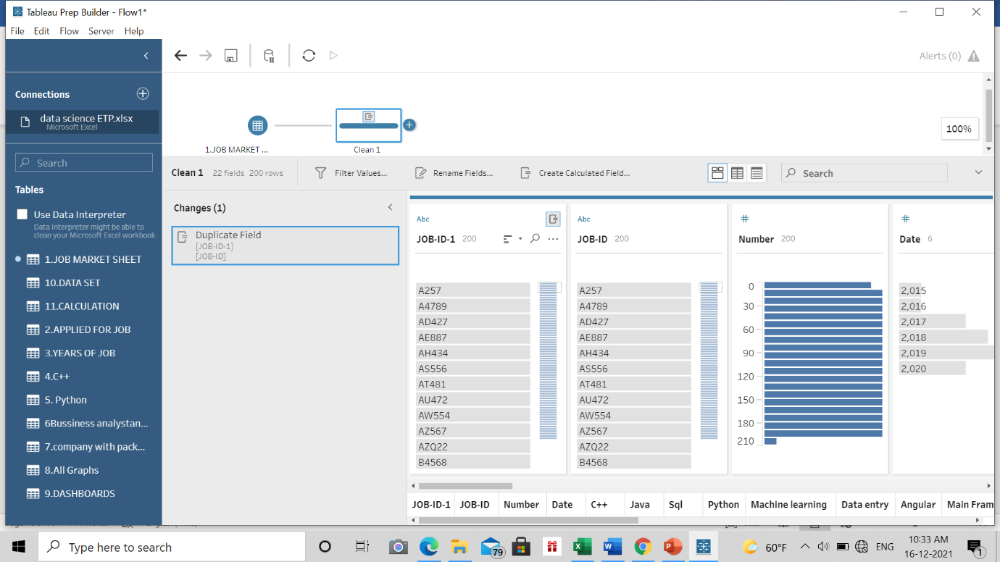 Tableau Prep Builder - Flow1*
File Edit Flow Server Help
Alerts (0)
Connections
data science ETP.xlsx
Microsoft Excel
100%
1.JOB MARKET ...
Clean 1
Search
Clean 1 22 fields 200 rows Filter Values... Rename Fields... Create Calculated Field... Search
Tables
Use Data Interpreter
Data Interpreter might be able to
clean your Microsoft Excel workbook.
1.JOB MARKET SHEET
10.DATA SET
11.CALCULATION
2.APPLIED FOR JOB
3.YEARS OF JOB
4.C++
5. Python
6Bussiness analystan...
7.company with pack...
8.All Graphs
9.DASHBOARDS
Changes (1)
Duplicate Field
[JOB-ID-1]
[JOB-ID]
Abc
JOB-ID-1 200
A257
A4789
AD427
AE887
AH434
AS556
AT481
AU472
AW554
AZ567
AZQ22
B4568
Abc
JOB-ID 200
A257
A4789
AD427
AE887
AH434
AS556
AT481
AU472
AW554
AZ567
AZQ22
B4568
#
Number 200
0
30
60
90
120
150
180
210
#
Date 6
2,015
2,016
2,017
2,018
2,019
2,020
JOB-ID-1 JOB-ID Number Date C++ Java Sql Python Machine learning Data entry Angular Main Fram
Type here to search
79
60°F
ENG
10:33 AM
16-12-2021
1